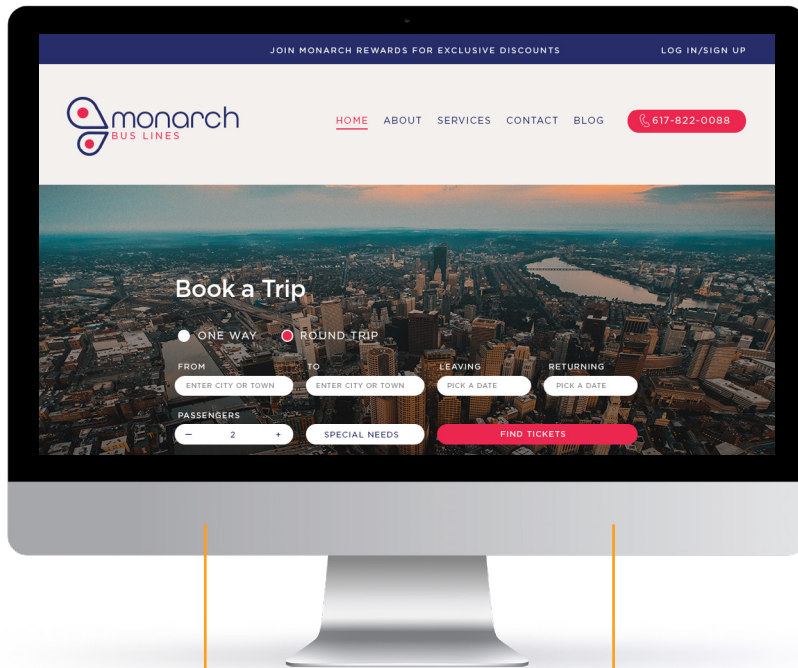 JOIN MONARCH REWARDS FOR EXCLUSIVE DISCOUNTS LOG IN/SIGN UP
monarch
BUS LINES
HOME ABOUT SERVICES CONTACT BLOG 617-822-0088
Book a Trip
ONE WAY ROUND TRIP
FROM TO LEAVING RETURNING
ENTER CITY OR TOWN ENTER CITY OR TOWN PICK A DATE PICK A DATE
PASSENGERS
– 2 + SPECIAL NEEDS FIND TICKETS